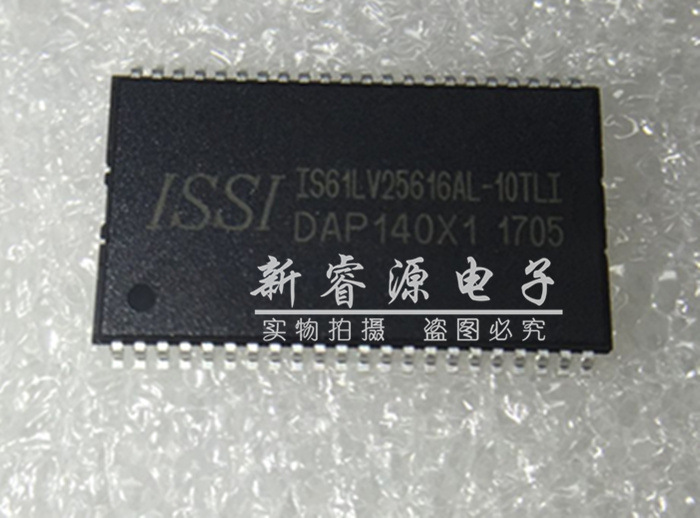 ISSI
IS61LV25616AL-10TLI
DAP140X1 1705
新睿源电子
实物拍摄 盗图必究